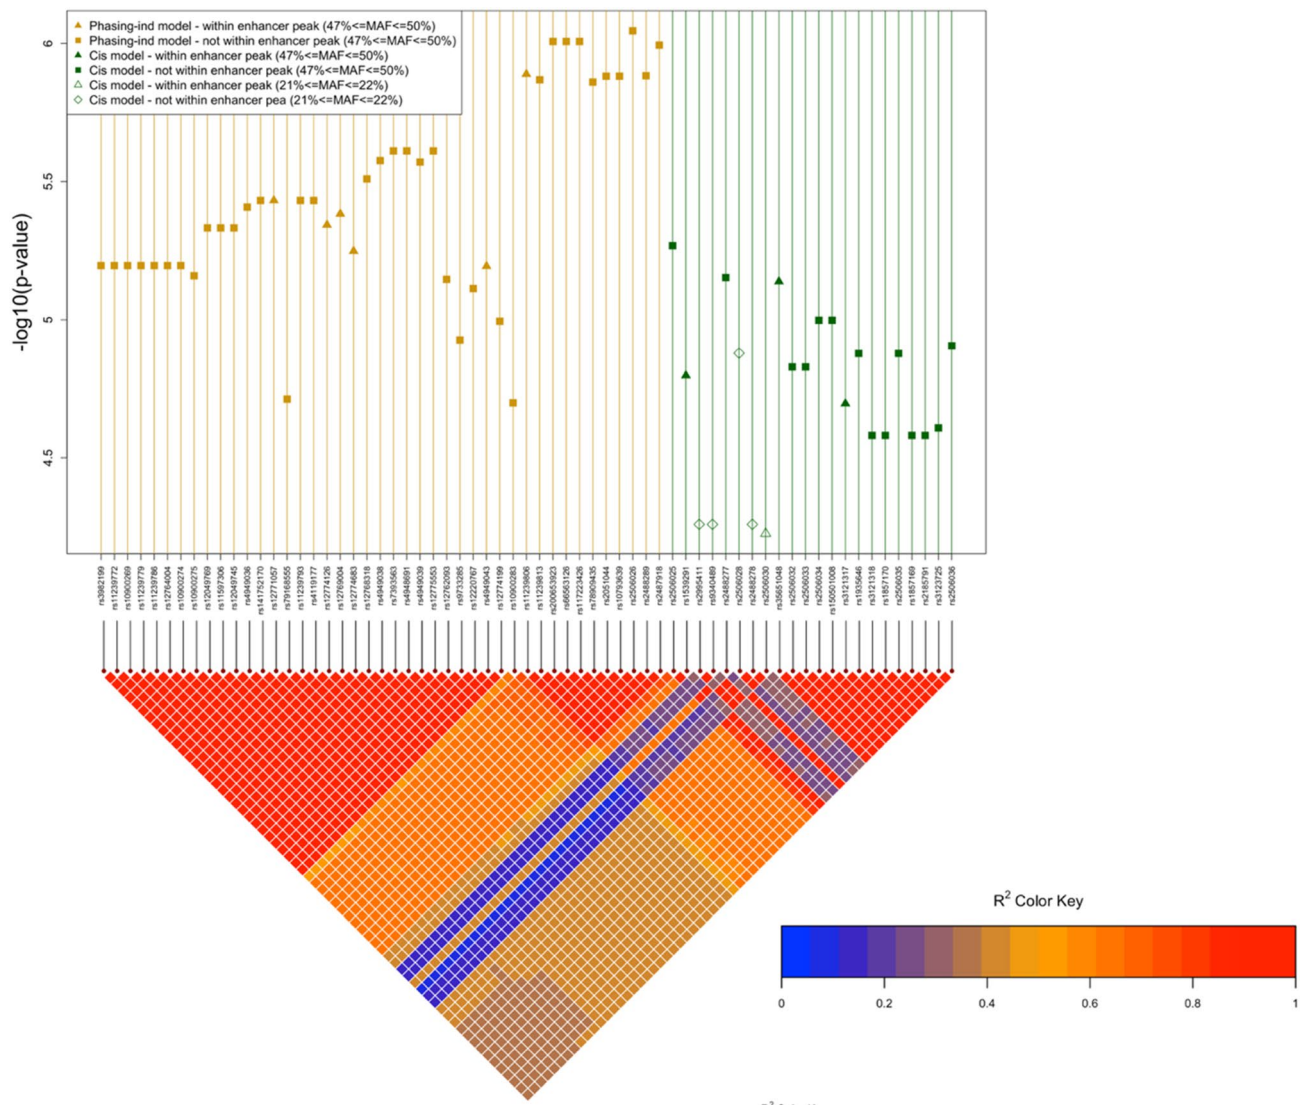 Phasing-ind model - within enhancer peak (47%<=MAF<=50%)
Phasing-ind model - not within enhancer peak (47%<=MAF<=50%)
Cis model - within enhancer peak (47%<=MAF<=50%)
Cis model - not within enhancer peak (47%<=MAF<=50%)
Cis model - within enhancer peak (21%<=MAF<=22%)
Cis model - not within enhancer pea (21%<=MAF<=22%)
-log10(p-value)
6
5.5
5
4.5
rs3982199
rs11239772
rs10900269
rs11239779
rs11239786
rs12764004
rs10900274
rs10900275
rs12049769
rs11597306
rs12049745
rs4949036
rs144752170
rs12771057
rs79168555
rs11239793
rs4119177
rs12774126
rs12769004
rs12774683
rs12768318
rs4949038
rs7393563
rs4948691
rs4949039
rs12775553
rs12762093
rs9733285
rs12220767
rs4949043
rs12774199
rs10900283
rs11239806
rs11239813
rs200653923
rs66563126
rs11723426
rs78909435
rs2051044
rs10793639
rs2506026
rs2488289
rs2487918
rs2506025
rs1539291
rs2995411
rs9340489
rs2488277
rs2506028
rs2488278
rs2506030
rs35651048
rs2506032
rs2506033
rs2506034
rs150501008
rs3121317
rs1935646
rs3121318
rs1857170
rs2506035
rs1857169
rs2185791
rs3123725
rs2506036
R² Color Key
0
0.2
0.4
0.6
0.8
1